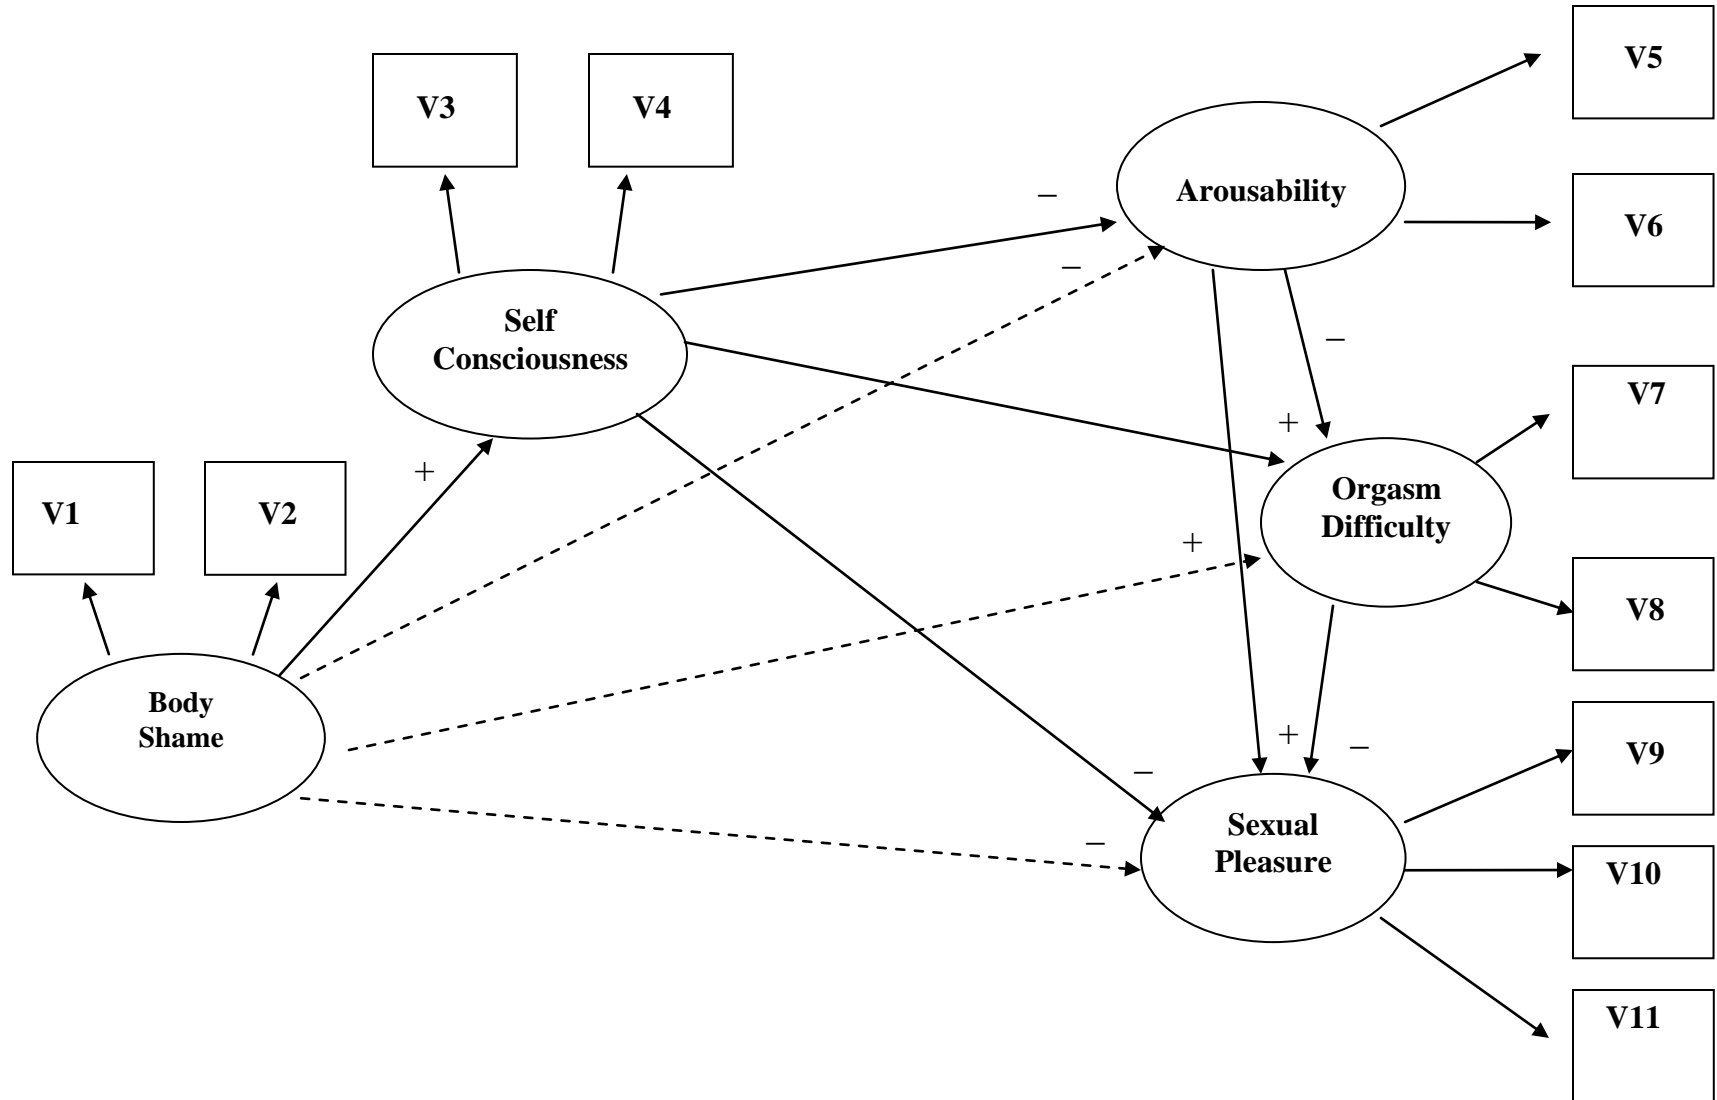 V5
V3
V4
Arousability
–
V6
–
Self
Consciousness
–
V7
+
+
V1
V2
Orgasm
Difficulty
+
V8
Body
Shame
+
–
V9
–
Sexual
Pleasure
–
V10
V11